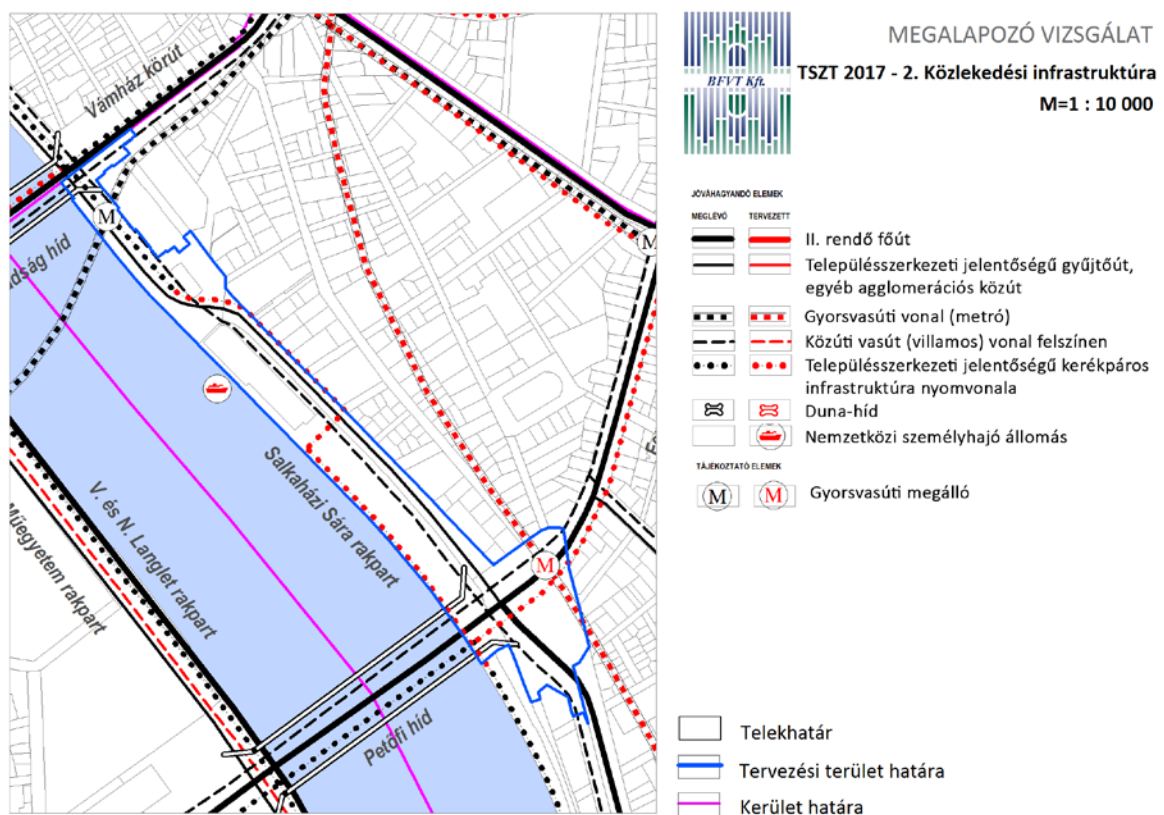 MEGALAPOZÓ VIZSGÁLAT
BFVT Kft.
TSZT 2017 - 2. Közlekedési infrastruktúra
M=1 : 10 000
JÓVÁHAGYANDÓ ELEMEK
MEGLÉVŐ TERVEZETT
II. rendő főút
Településszerkezeti jelentőségű gyűjtőút,
egyéb agglomerációs közút
Gyorsvasúti vonal (metró)
Közúti vasút (villamos) vonal felszínen
Településszerkezeti jelentőségű kerékpáros
infrastruktúra nyomvonala
Duna-híd
Nemzetközi személyhajó állomás
TÁJÉKOZTATÓ ELEMEK
M M Gyorsvasúti megálló
Telekhatár
Tervezési terület határa
Kerület határa
Vámház körút
M
M
dság híd
Salkaházi Sára rakpart
V. és N. Langlet rakpart
Műegyetem rakpart
M
Petőfi híd